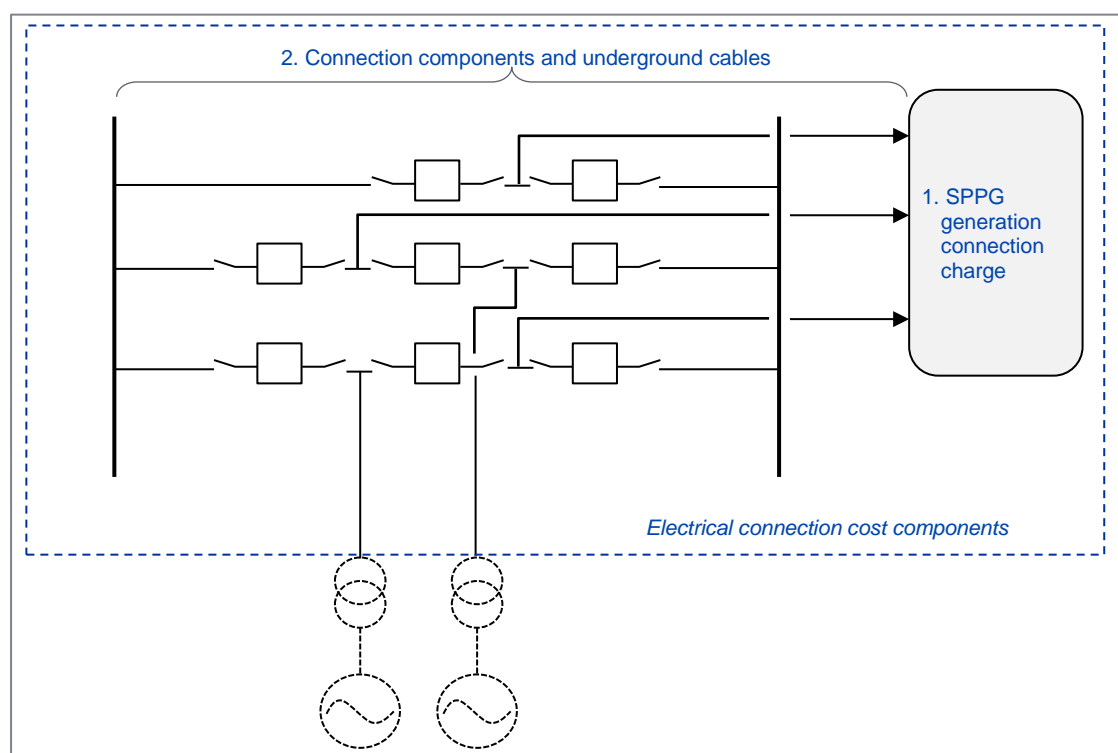 2. Connection components and underground cables
1. SPPG
generation
connection
charge
Electrical connection cost components